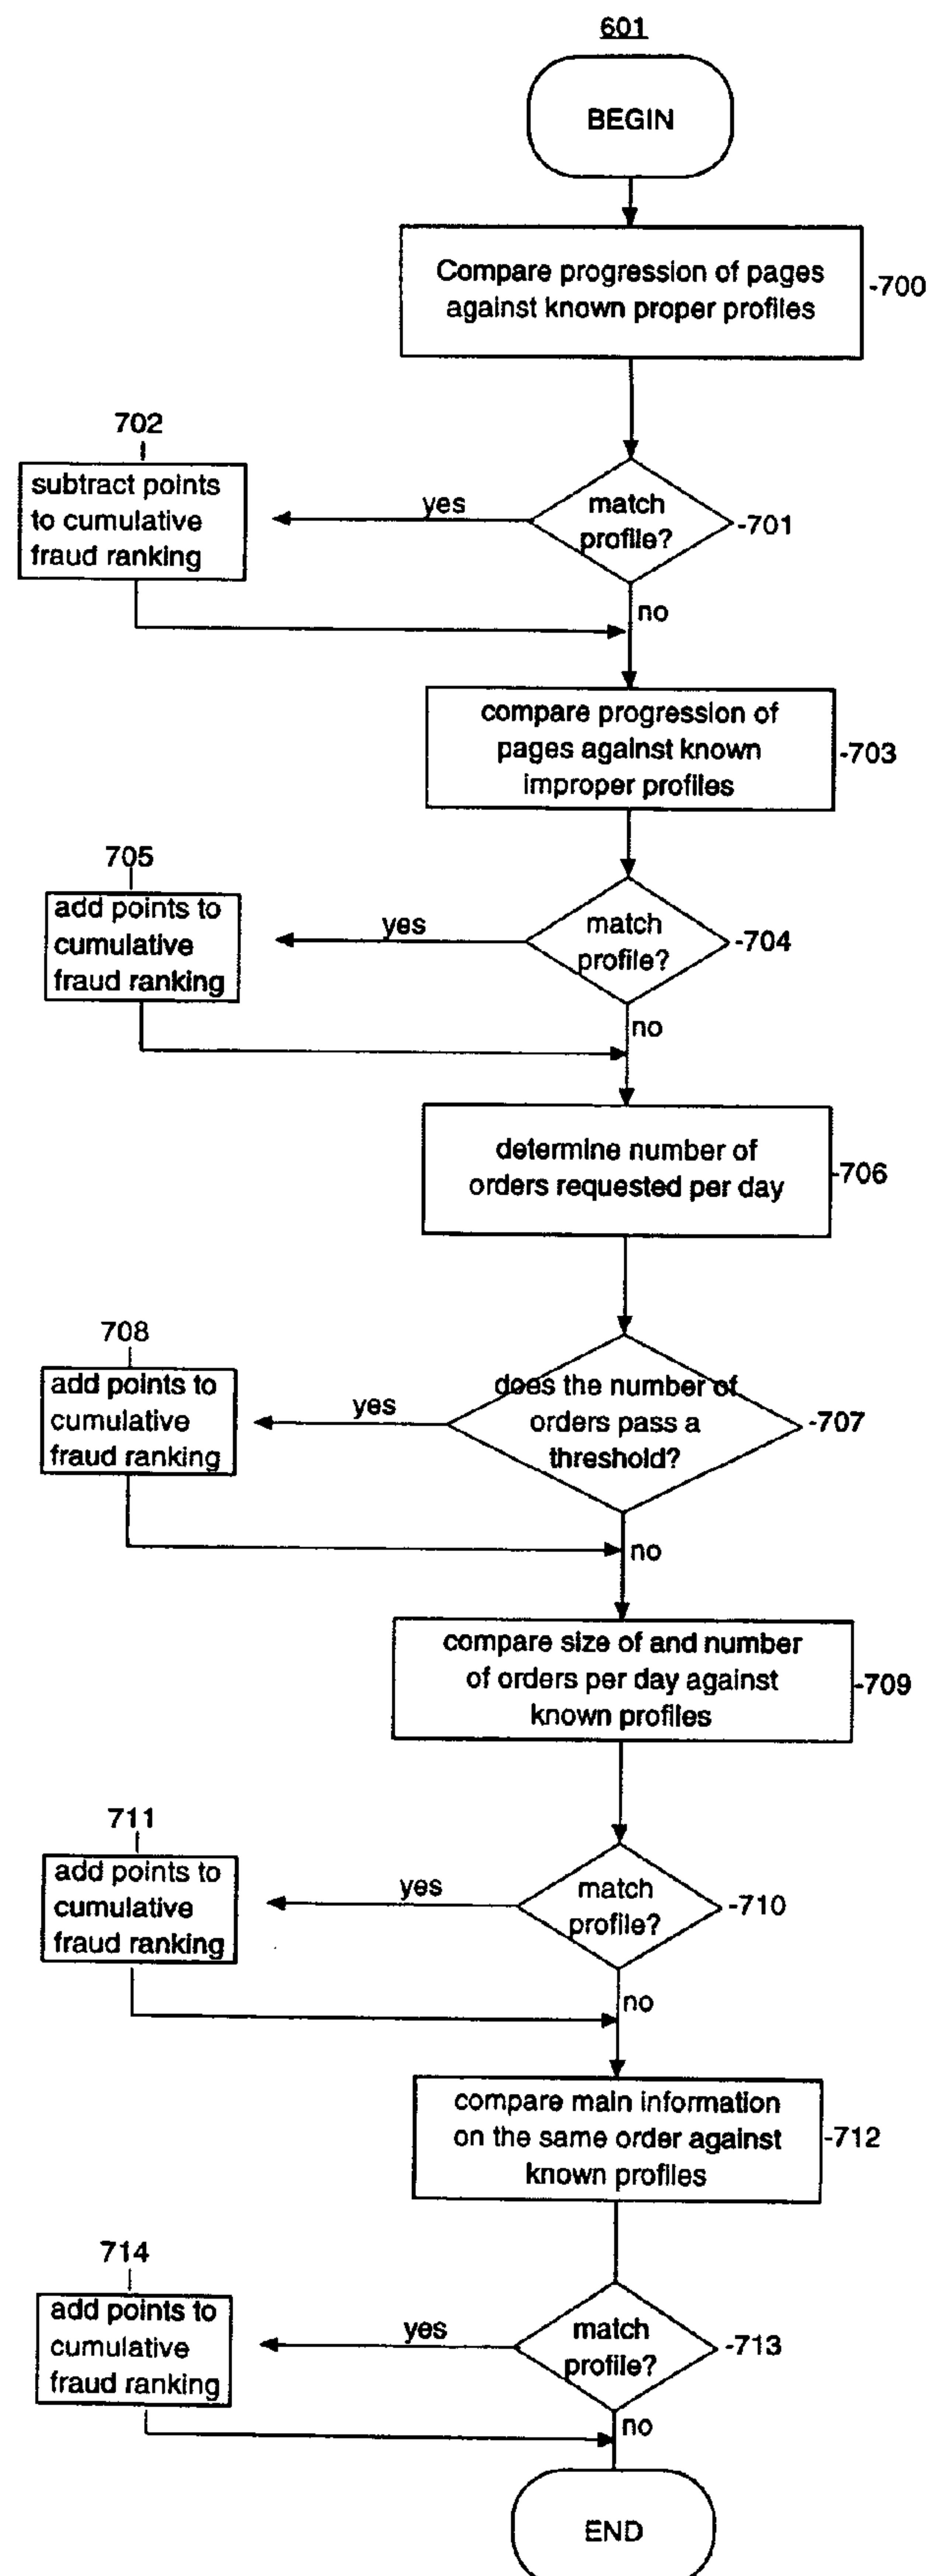 601
BEGIN
Compare progression of pages
against known proper profiles
-700
702
subtract points
to cumulative
fraud ranking
yes
match
profile?
-701
no
compare progression of
pages against known
improper profiles
-703
705
add points to
cumulative
fraud ranking
yes
match
profile?
-704
no
determine number of
orders requested per day
-706
708
add points to
cumulative
fraud ranking
yes
does the number of
orders pass a
threshold?
-707
no
compare size of and number
of orders per day against
known profiles
-709
711
add points to
cumulative
fraud ranking
yes
match
profile?
-710
no
compare main information
on the same order against
known profiles
-712
714
add points to
cumulative
fraud ranking
yes
match
profile?
-713
no
END